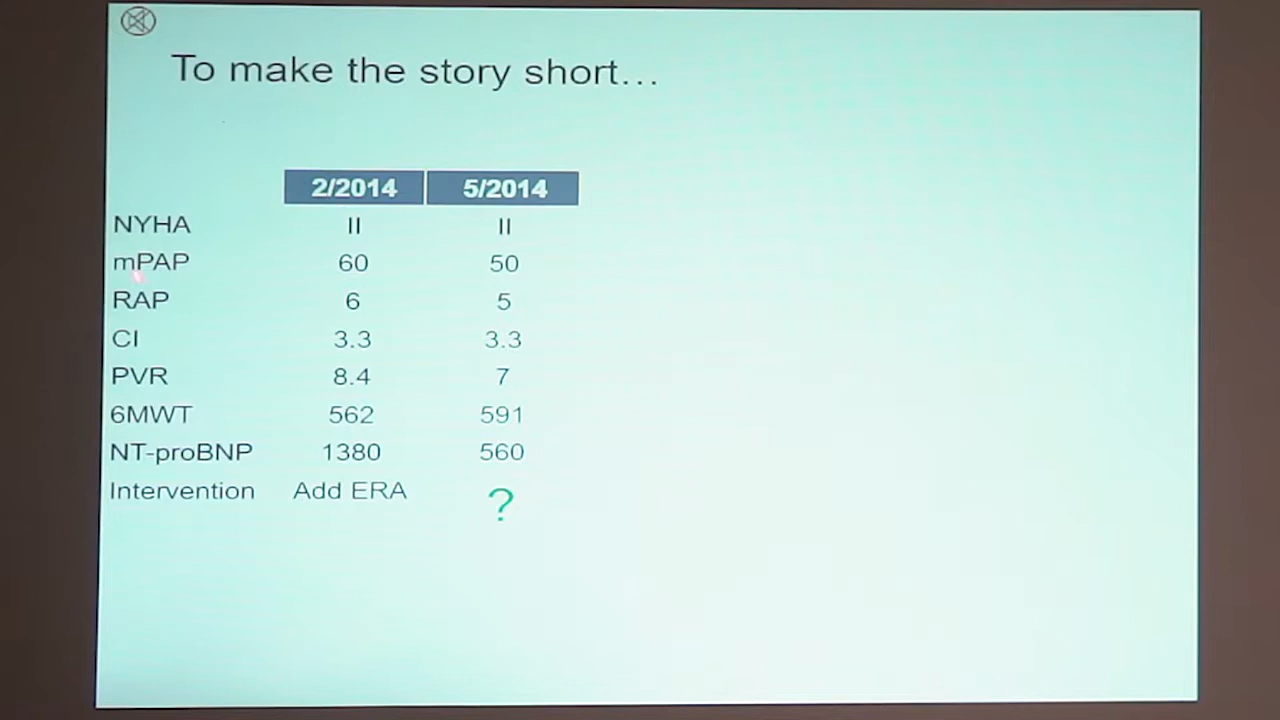 To make the story short...
2/2014 5/2014
NYHA II II
mPAP 60 50
RAP 6 5
CI 3.3 3.3
PVR 8.4 7
6MWT 562 591
NT-proBNP 1380 560
Intervention Add ERA ?